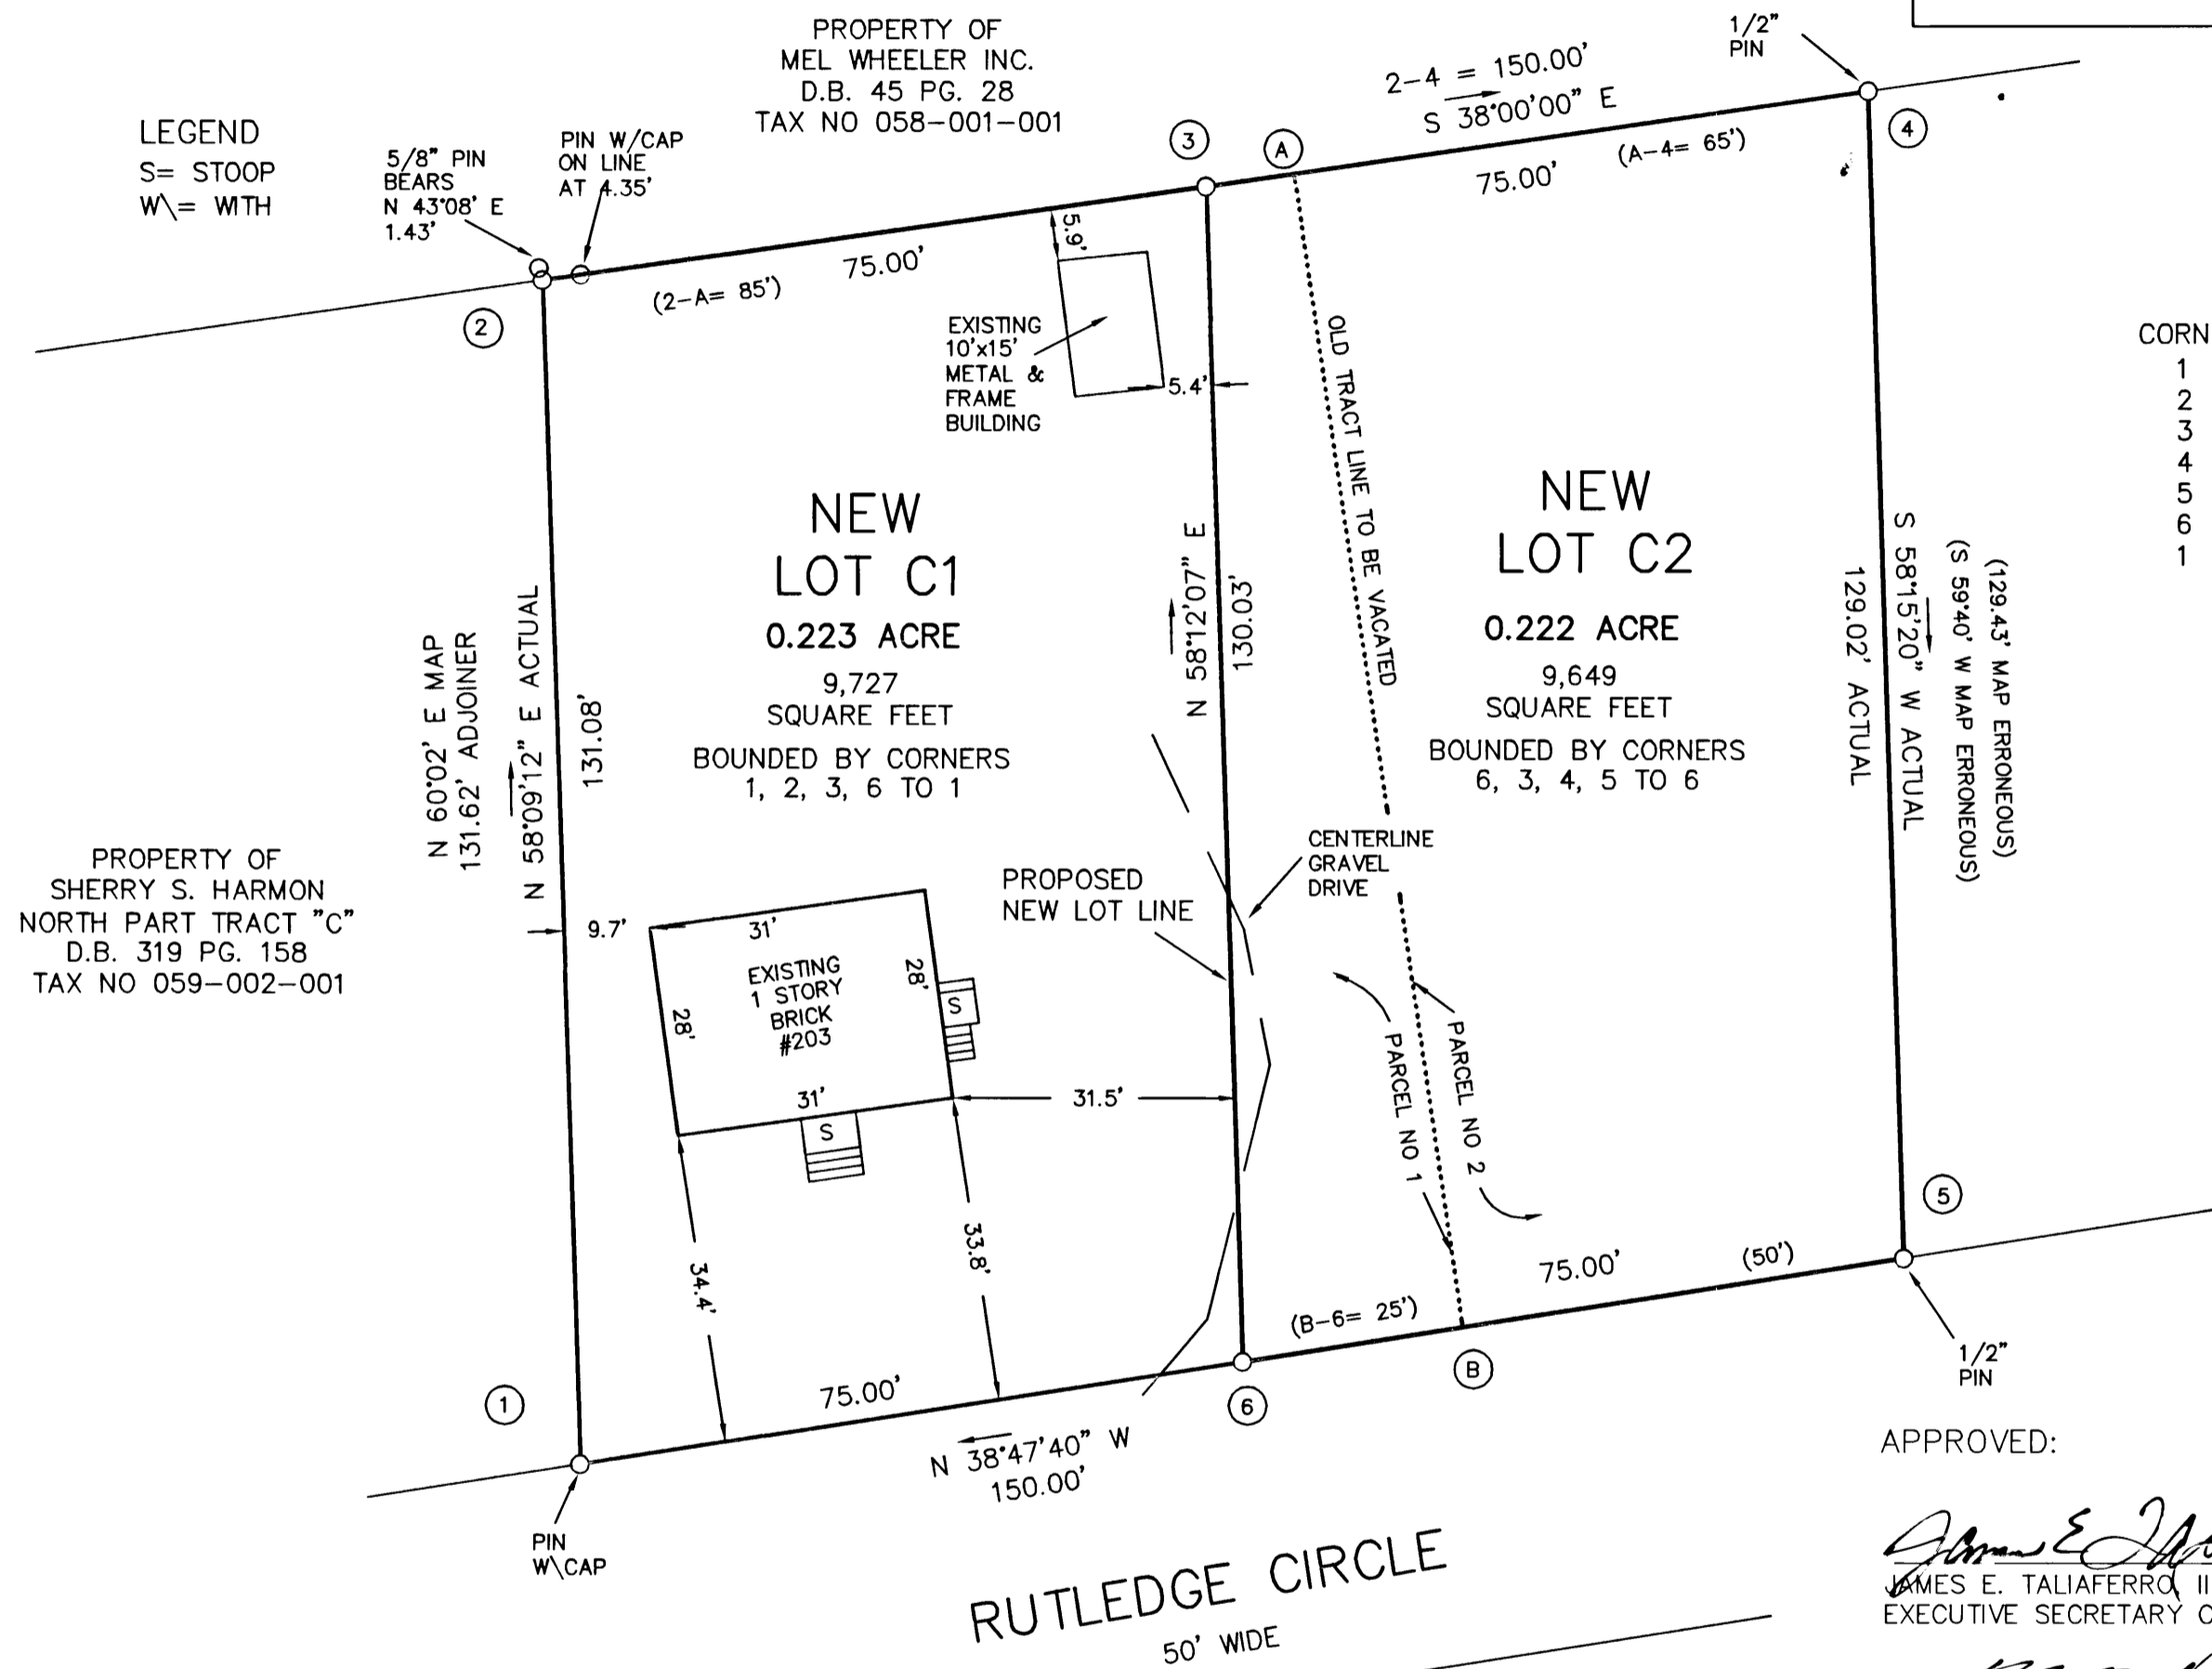 PROPERTY OF
MEL WHEELER INC.
D.B. 45 PG. 28
TAX NO 058-001-001
LEGEND
S= STOOP
W\= WITH
5/8" PIN
BEARS
N 43°08' E
1.43'
PIN W/CAP
ON LINE
AT 4.35'
2-4 = 150.00'
S 38°00'00" E
1/2"
PIN
3
A
4
(A-4= 65')
75.00'
75.00'
(2-A= 85')
2
5.9'
EXISTING
10'x15'
METAL &
FRAME
BUILDING
5.4'
OLD TRACT LINE TO BE VACATED
CORN
1
2
3
4
5
6
1
NEW
LOT C1
0.223 ACRE
9,727
SQUARE FEET
BOUNDED BY CORNERS
1, 2, 3, 6 TO 1
N 58°12'07" E
130.03'
NEW
LOT C2
0.222 ACRE
9,649
SQUARE FEET
BOUNDED BY CORNERS
6, 3, 4, 5 TO 6
129.02' ACTUAL
S 58°15'20" W ACTUAL
(S 59°40' W MAP ERRONEOUS)
(129.43' MAP ERRONEOUS)
N 60°02' E MAP
131.62' ADJOINER
N 58°09'12" E ACTUAL
131.08'
PROPERTY OF
SHERRY S. HARMON
NORTH PART TRACT "C"
D.B. 319 PG. 158
TAX NO 059-002-001
9.7'
31'
28'
EXISTING
1 STORY
BRICK
#203
28'
S
31'
S
31.5'
PROPOSED
NEW LOT LINE
CENTERLINE
GRAVEL
DRIVE
PARCEL NO 1
PARCEL NO 2
34.4'
33.8'
5
75.00'
(50')
(B-6= 25')
1/2"
PIN
B
6
1
75.00'
N 38°47'40" W
150.00'
PIN
W\CAP
RUTLEDGE CIRCLE
50' WIDE
APPROVED:
JAMES E. TALIAFERRO, II
EXECUTIVE SECRETARY